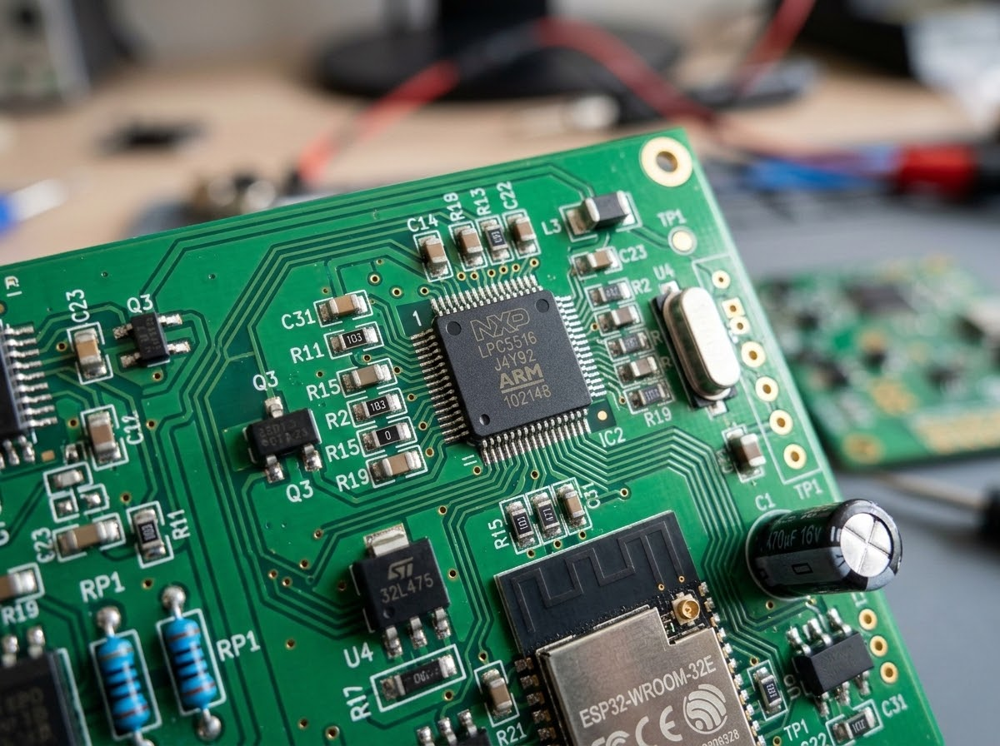 C14
R18
R13
C22
L3
TP1
C23
U4
R2
C23
Q3
C31
R11
103
R15
R2
183
R15
0
R19
1
NXP
LPC5516
J4Y92
ARM
102148
IC2
R19
Q3
Q3
C12
C23
R11
R19
RP1
RP1
ST
32L475
U4
R17
R15
C31
C1
TP1
470µF 16V
ESP32-WROOM-32E
CE
R21
TP1
C31